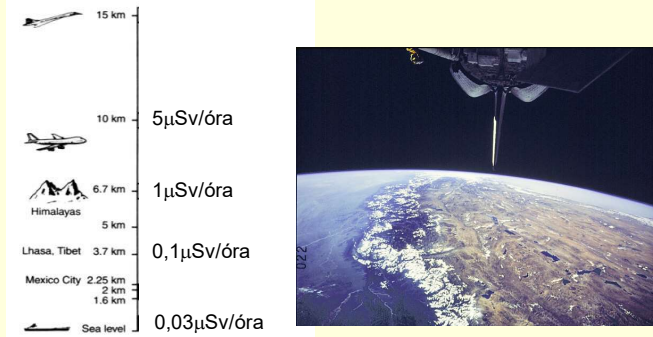 15 km
10 km 5µSv/óra
6.7 km 1µSv/óra
Himalayas
5 km
Lhasa, Tibet 3.7 km 0,1µSv/óra
Mexico City 2.25 km
2 km
1.6 km
Sea level 0,03µSv/óra
022